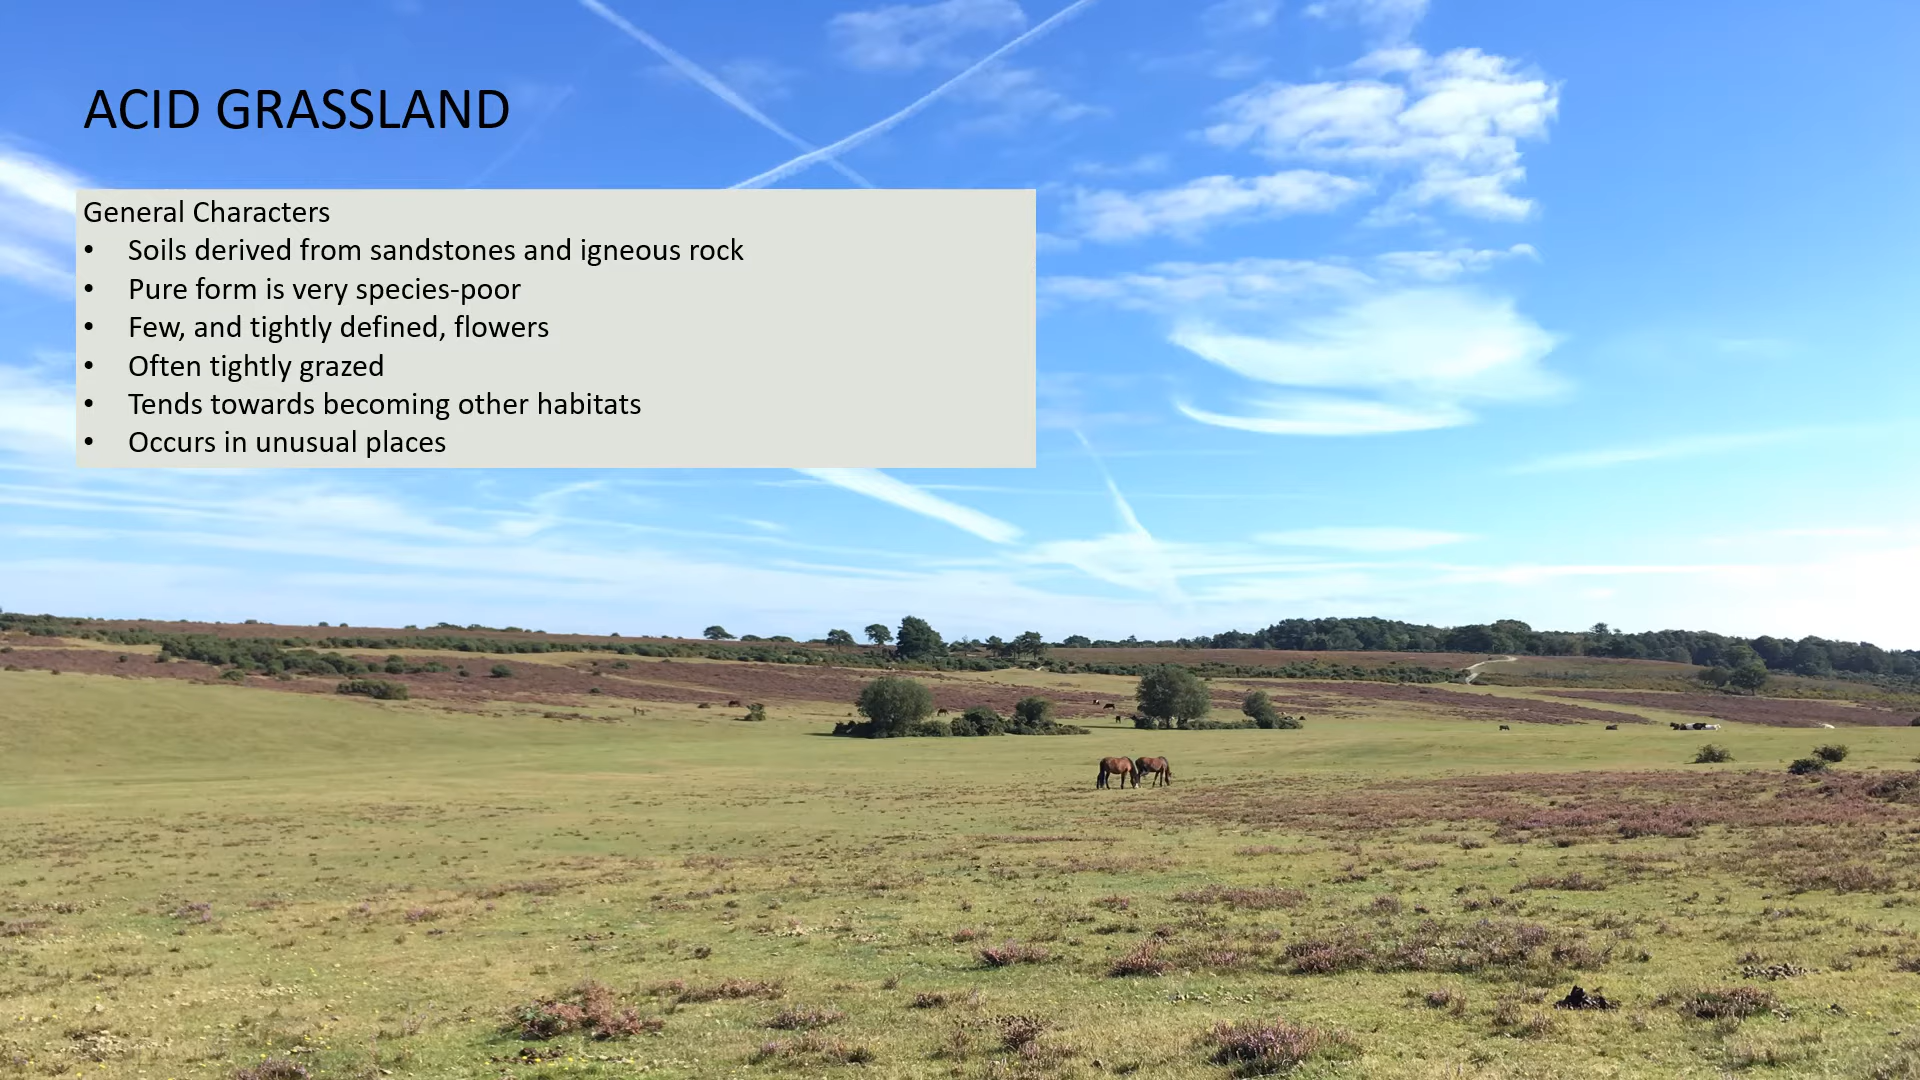 ACID GRASSLAND
General Characters
• Soils derived from sandstones and igneous rock
• Pure form is very species-poor
• Few, and tightly defined, flowers
• Often tightly grazed
• Tends towards becoming other habitats
• Occurs in unusual places